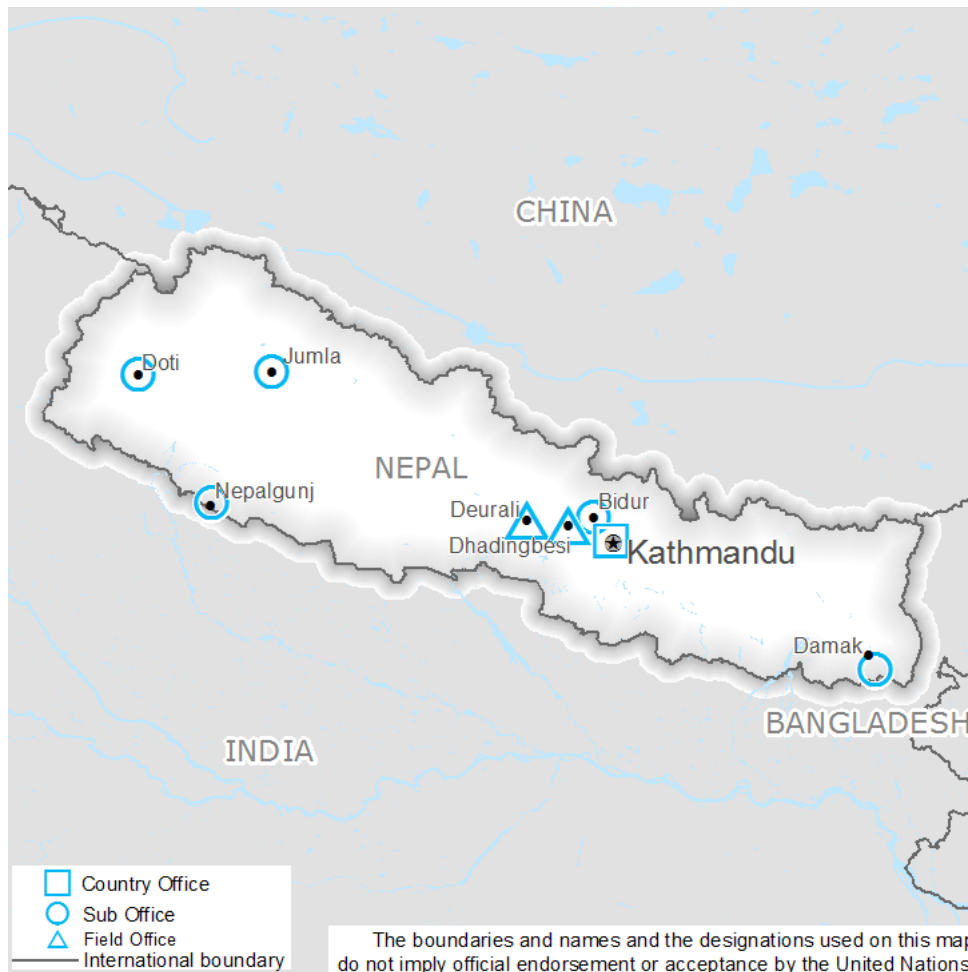 CHINA
Doti
Jumla
NEPAL
Nepalgunj
Deurali
Bidur
Dhadingbesi
Kathmandu
Damak
BANGLADESH
INDIA
Country Office
Sub Office
Field Office
International boundary
The boundaries and names and the designations used on this map
do not imply official endorsement or acceptance by the United Nations.